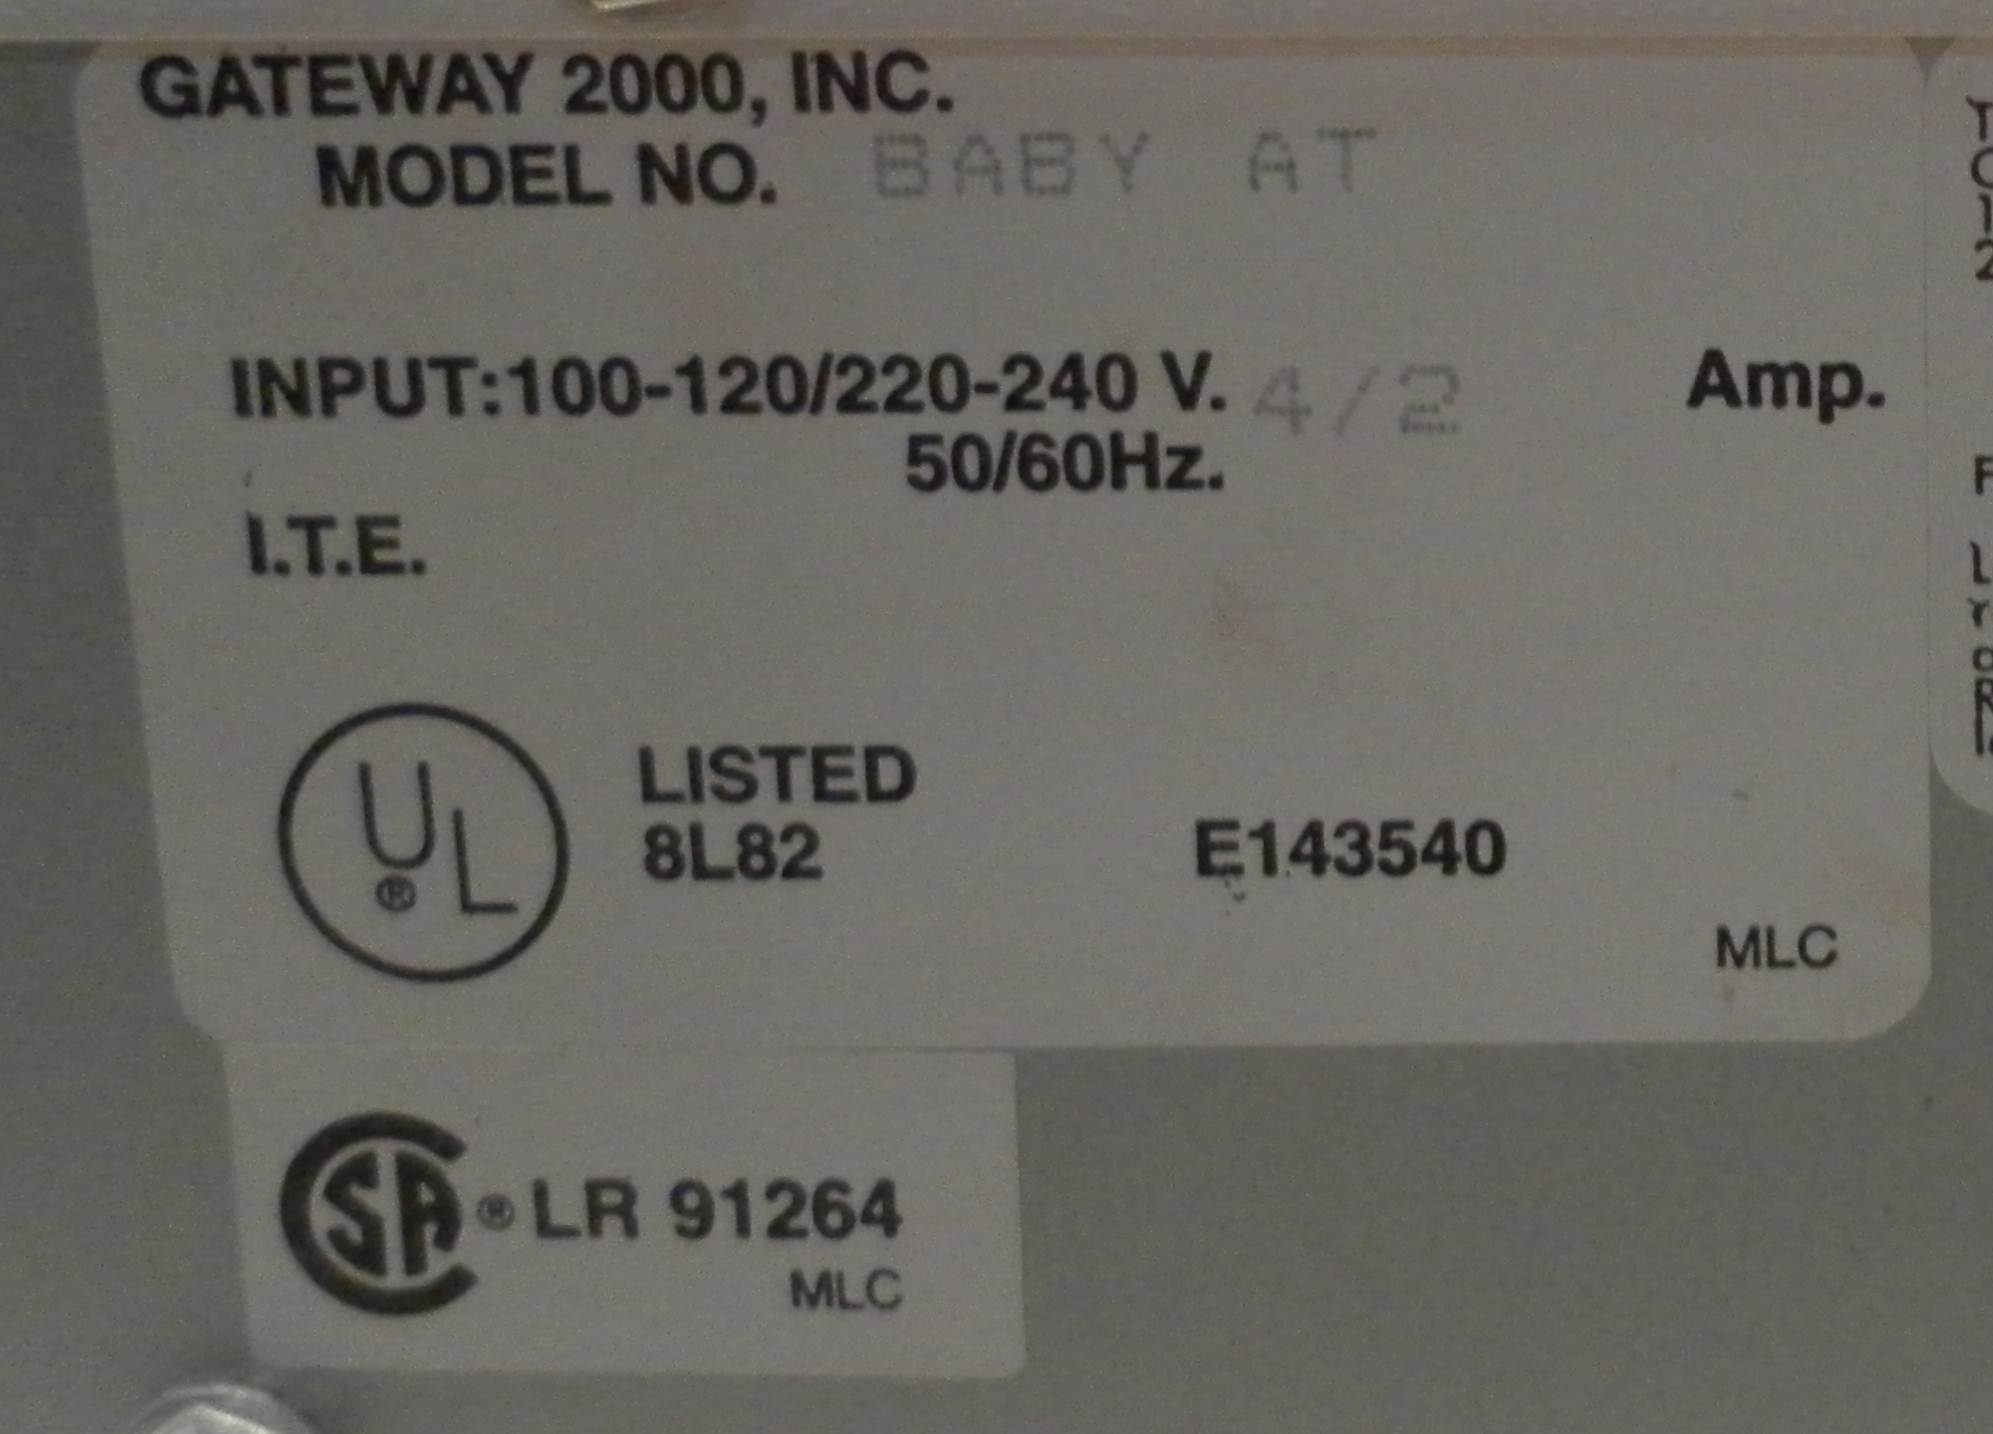 GATEWAY 2000, INC.
MODEL NO. BABY AT
INPUT:100-120/220-240 V. 4/2 Amp.
50/60Hz.
I.T.E.
UL ®
LISTED
8L82
E143540
MLC
CSA ® LR 91264
MLC